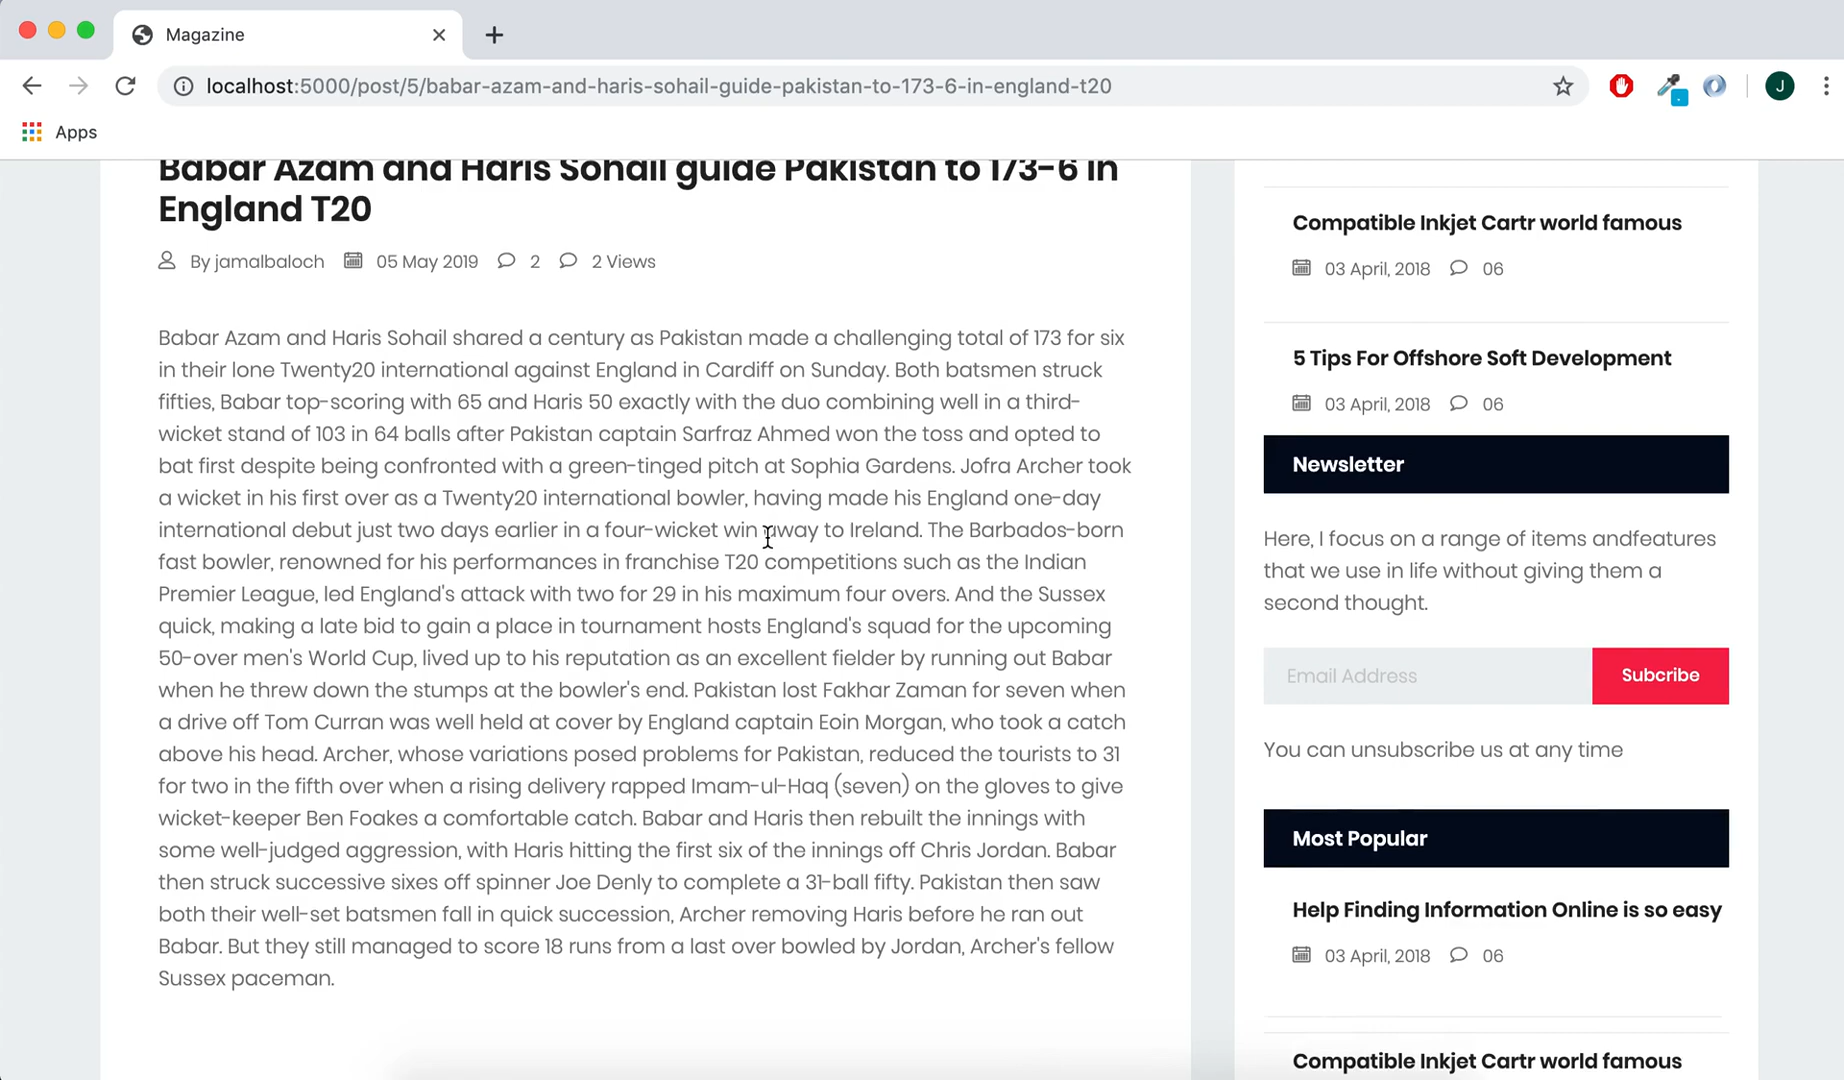 Magazine
localhost:5000/post/5/babar-azam-and-haris-sohail-guide-pakistan-to-173-6-in-england-t20
J
Apps
Babar Azam and Haris Sohail guide Pakistan to 173-6 in
England T20
By jamalbaloch 05 May 2019 2 2 Views
Babar Azam and Haris Sohail shared a century as Pakistan made a challenging total of 173 for six
in their lone Twenty20 international against England in Cardiff on Sunday. Both batsmen struck
fifties, Babar top-scoring with 65 and Haris 50 exactly with the duo combining well in a third-
wicket stand of 103 in 64 balls after Pakistan captain Sarfraz Ahmed won the toss and opted to
bat first despite being confronted with a green-tinged pitch at Sophia Gardens. Jofra Archer took
a wicket in his first over as a Twenty20 international bowler, having made his England one-day
international debut just two days earlier in a four-wicket win away to Ireland. The Barbados-born
fast bowler, renowned for his performances in franchise T20 competitions such as the Indian
Premier League, led England's attack with two for 29 in his maximum four overs. And the Sussex
quick, making a late bid to gain a place in tournament hosts England's squad for the upcoming
50-over men's World Cup, lived up to his reputation as an excellent fielder by running out Babar
when he threw down the stumps at the bowler's end. Pakistan lost Fakhar Zaman for seven when
a drive off Tom Curran was well held at cover by England captain Eoin Morgan, who took a catch
above his head. Archer, whose variations posed problems for Pakistan, reduced the tourists to 31
for two in the fifth over when a rising delivery rapped Imam-ul-Haq (seven) on the gloves to give
wicket-keeper Ben Foakes a comfortable catch. Babar and Haris then rebuilt the innings with
some well-judged aggression, with Haris hitting the first six of the innings off Chris Jordan. Babar
then struck successive sixes off spinner Joe Denly to complete a 31-ball fifty. Pakistan then saw
both their well-set batsmen fall in quick succession, Archer removing Haris before he ran out
Babar. But they still managed to score 18 runs from a last over bowled by Jordan, Archer's fellow
Sussex paceman.
Compatible Inkjet Cartr world famous
03 April, 2018 06
5 Tips For Offshore Soft Development
03 April, 2018 06
Newsletter
Here, I focus on a range of items andfeatures
that we use in life without giving them a
second thought.
Email Address
Subcribe
You can unsubscribe us at any time
Most Popular
Help Finding Information Online is so easy
03 April, 2018 06
Compatible Inkjet Cartr world famous